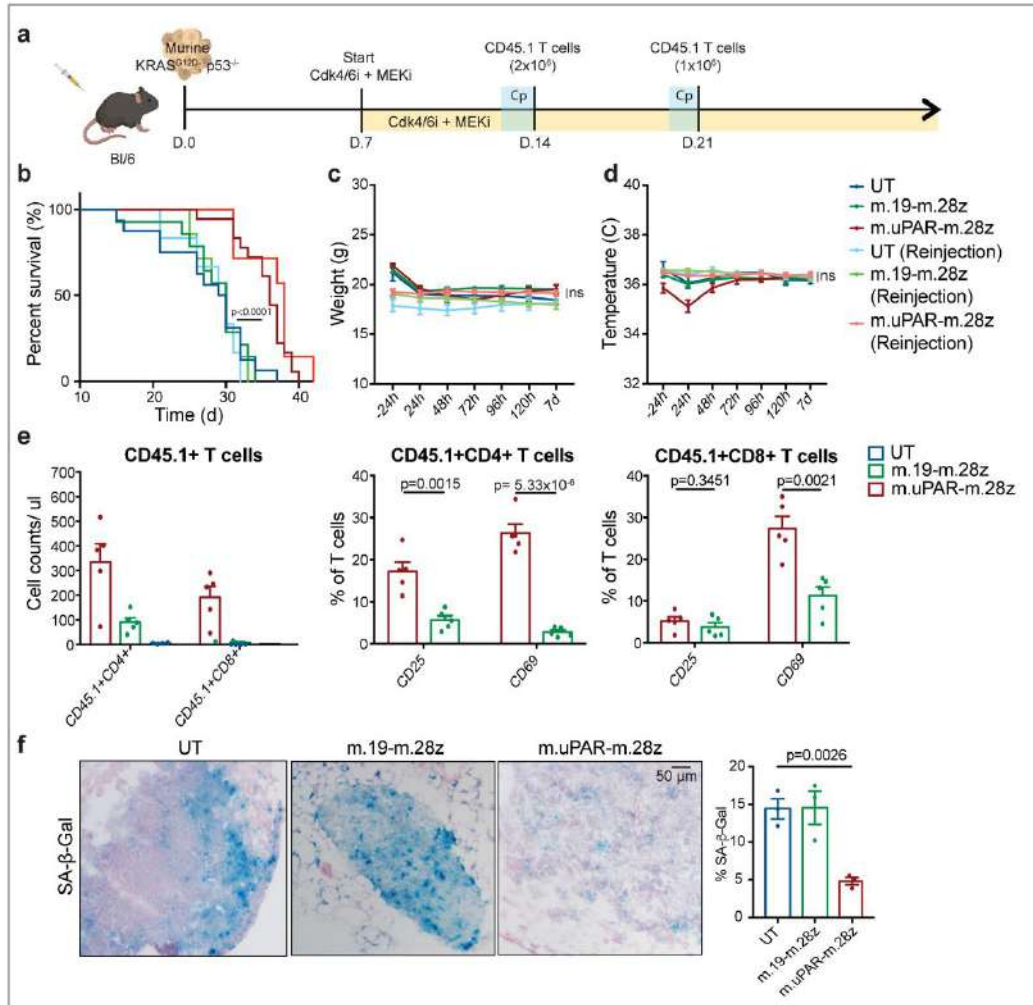 a
Murine
KRASG12D; p53-/-
Bl/6
D.0
Start
Cdk4/6i + MEKi
D.7
Cdk4/6i + MEKi
CD45.1 T cells
(2x10⁶)
Cp
D.14
CD45.1 T cells
(1x10⁶)
Cp
D.21
b
Percent survival (%)
100
50
0
p<0.0001
10 20 30 40
Time (d)
c
Weight (g)
30
25
20
15
10
ns
-24h 24h 48h 72h 96h 120h 7d
d
Temperature (C)
40
38
36
34
32
ns
-24h 24h 48h 72h 96h 120h 7d
UT
m.19-m.28z
m.uPAR-m.28z
UT (Reinjection)
m.19-m.28z
(Reinjection)
m.uPAR-m.28z
(Reinjection)
e
CD45.1+ T cells
Cell counts/ ul
700
600
500
400
300
200
100
0
CD45.1+CD4+ CD45.1+CD8+
CD45.1+CD4+ T cells
% of T cells
40
30
20
10
0
p=0.0015
p= 5.33x10⁻⁶
CD25 CD69
CD45.1+CD8+ T cells
% of T cells
40
30
20
10
0
p=0.3451
p=0.0021
CD25 CD69
UT
m.19-m.28z
m.uPAR-m.28z
f
UT
m.19-m.28z
m.uPAR-m.28z
SA-β-Gal
50 µm
% SA-β-Gal
20
15
10
5
0
p=0.0026
UT m.19-m.28z m.uPAR-m.28z